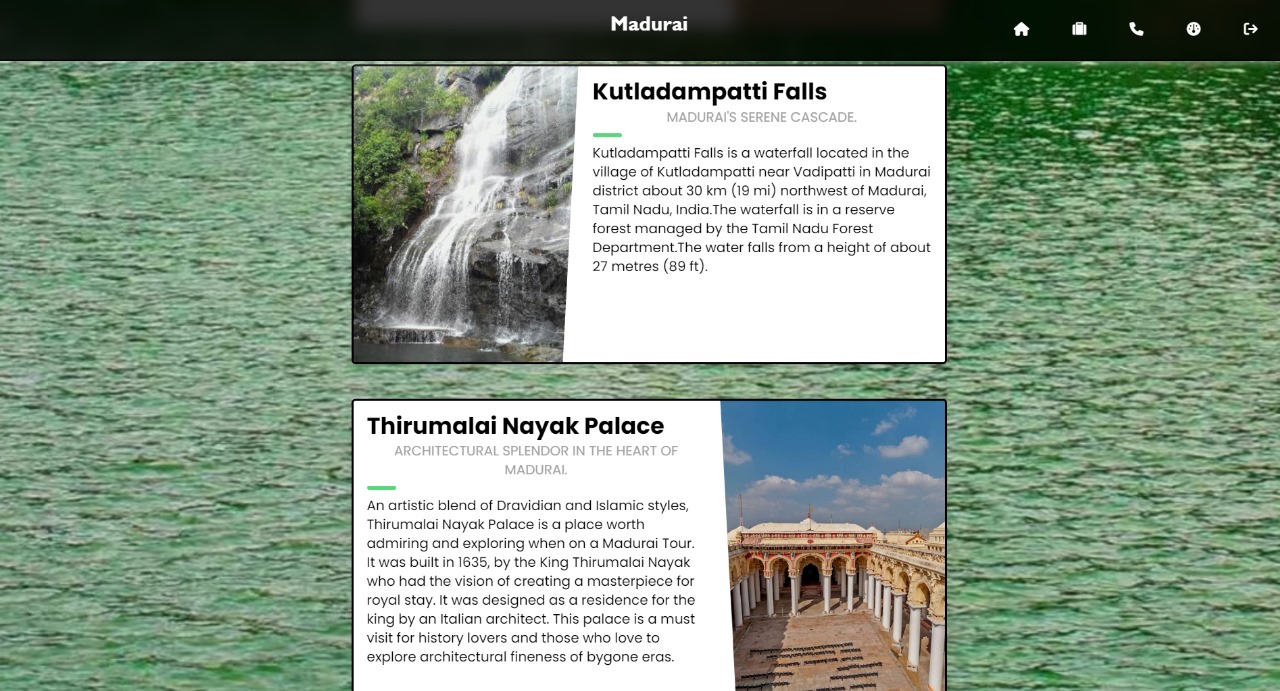 Madurai
Kutladampatti Falls
MADURAI'S SERENE CASCADE.
Kutladampatti Falls is a waterfall located in the
village of Kutladampatti near Vadipatti in Madurai
district about 30 km (19 mi) northwest of Madurai,
Tamil Nadu, India.The waterfall is in a reserve
forest managed by the Tamil Nadu Forest
Department.The water falls from a height of about
27 metres (89 ft).
Thirumalai Nayak Palace
ARCHITECTURAL SPLENDOR IN THE HEART OF
MADURAI.
An artistic blend of Dravidian and Islamic styles,
Thirumalai Nayak Palace is a place worth
admiring and exploring when on a Madurai Tour.
It was built in 1635, by the King Thirumalai Nayak
who had the vision of creating a masterpiece for
royal stay. It was designed as a residence for the
king by an Italian architect. This palace is a must
visit for history lovers and those who love to
explore architectural fineness of bygone eras.